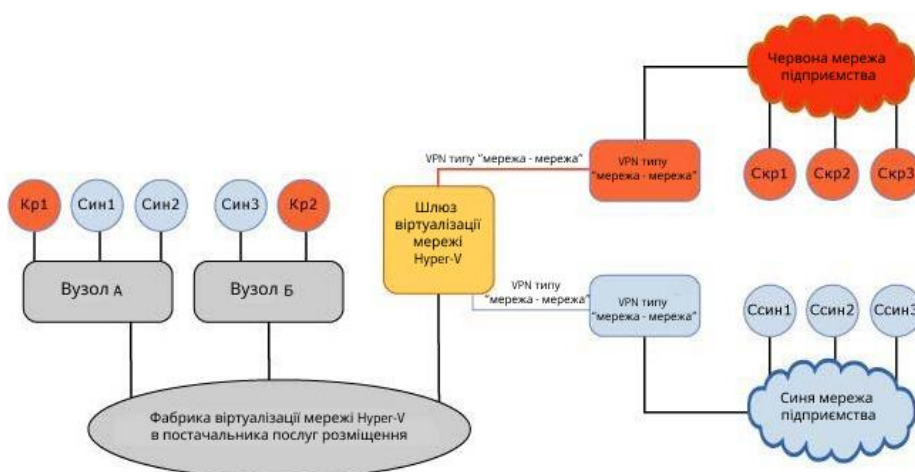 Червона мережа
підприємства
VPN типу “мережа - мережа”
VPN типу
“мережа - мережа”
Скр1
Скр2
Скр3
Кр1
Син1
Син2
Син3
Кр2
Шлюз
віртуалізації
мережі
Hyper-V
Вузол А
Вузол Б
VPN типу
“мережа - мережа”
VPN типу
“мережа - мережа”
Ссин1
Ссин2
Ссин3
Синя мережа
підприємства
Фабрика віртуалізації мережі Hyper-V
в постачальника послуг розміщення